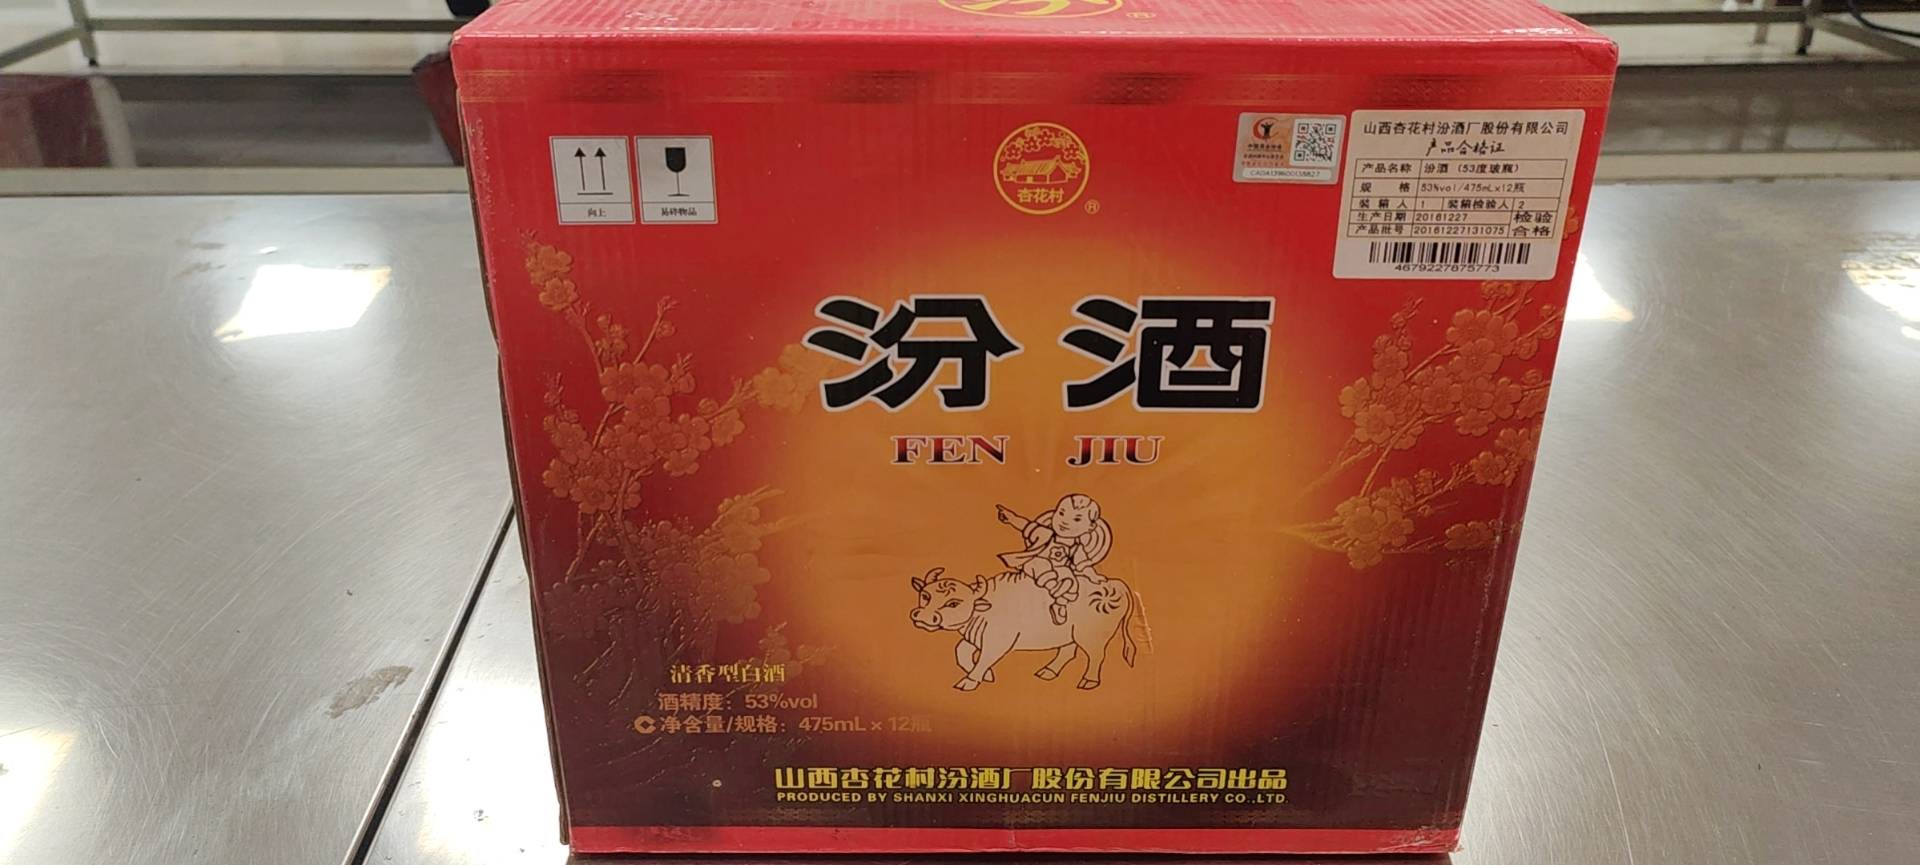 向上
易碎物品
杏花村
®
CADA139600138827
山西杏花村汾酒厂股份有限公司
产品合格证
产品名称 汾酒（53度玻瓶）
规 格 53%vol/475mL×12瓶
装箱人 1 装箱检验人 2
生产日期 20161227 检验
产品批号 20161227131075 合格
4679227875773
汾酒
FEN JIU
清香型白酒
酒精度：53%vol
净含量/规格：475mL×12瓶
山西杏花村汾酒厂股份有限公司出品
PRODUCED BY SHANXI XINGHUACUN FENJIU DISTILLERY CO.,LTD.